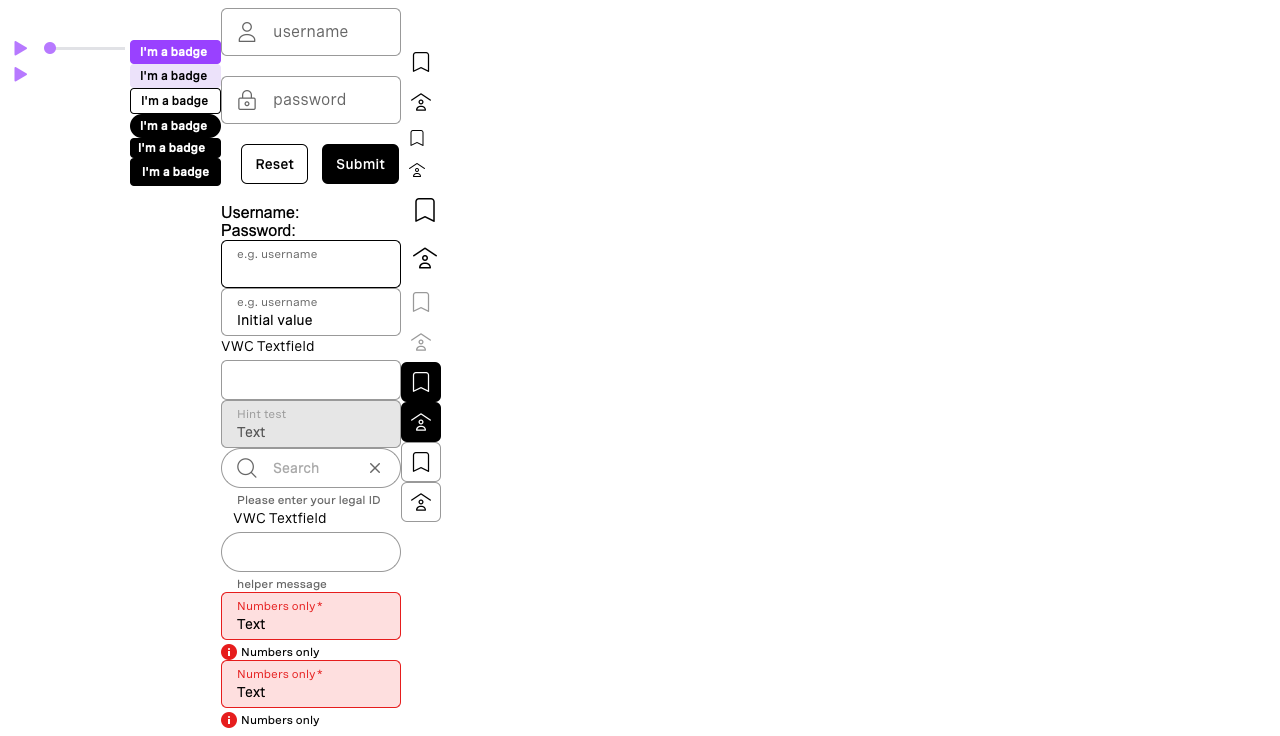 I'm a badge
I'm a badge
I'm a badge
I'm a badge
I'm a badge
I'm a badge
username
password
Reset Submit
Username:
Password:
e.g. username
e.g. username
Initial value
VWC Textfield
Hint test
Text
Search
Please enter your legal ID
VWC Textfield
helper message
Numbers only*
Text
Numbers only
Numbers only*
Text
Numbers only